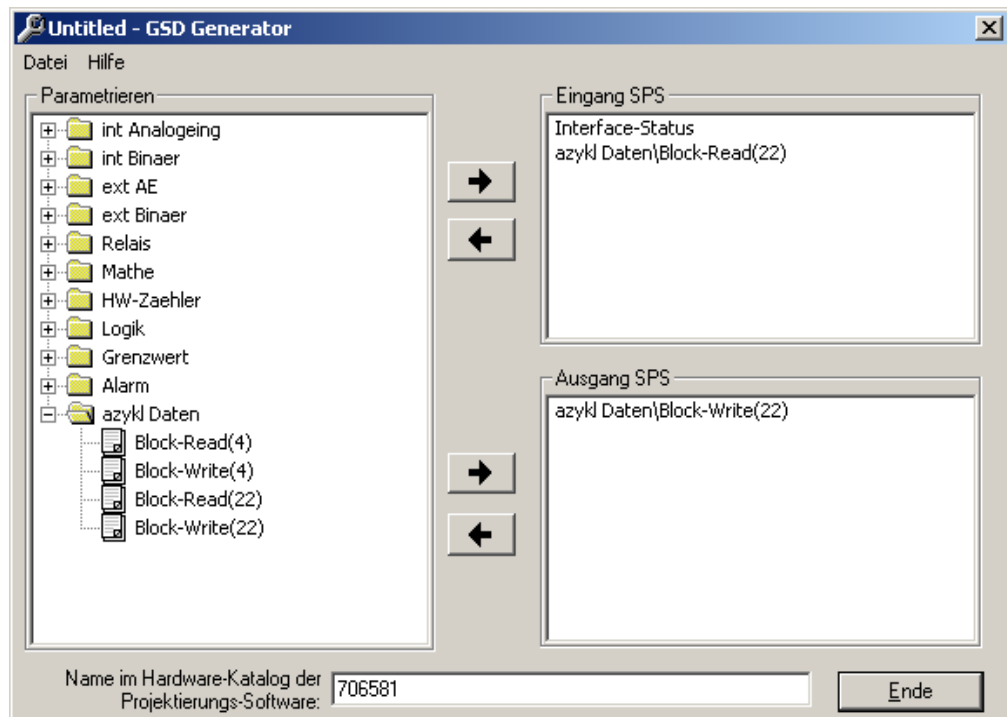 Untitled - GSD Generator
Datei Hilfe
Parametrieren
int Analogeing
int Binaer
ext AE
ext Binaer
Relais
Mathe
HW-Zaehler
Logik
Grenzwert
Alarm
azykl Daten
Block-Read(4)
Block-Write(4)
Block-Read(22)
Block-Write(22)
Eingang SPS
Interface-Status
azykl Daten\Block-Read(22)
Ausgang SPS
azykl Daten\Block-Write(22)
Name im Hardware-Katalog der
Projektierungs-Software:
706581
Ende